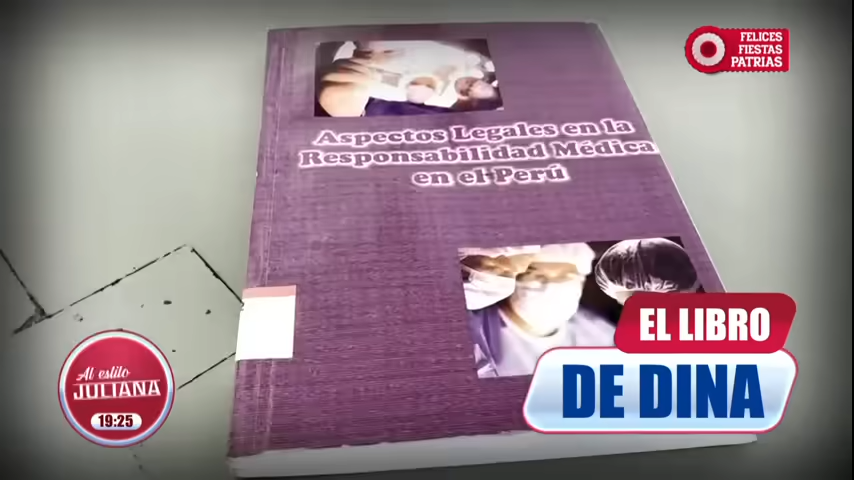 FELICES
FIESTAS
PATRIAS
Aspectos Legales en la
Responsabilidad Médica
en el Perú
EL LIBRO
DE DINA
Al estilo
JULIANA
19:25